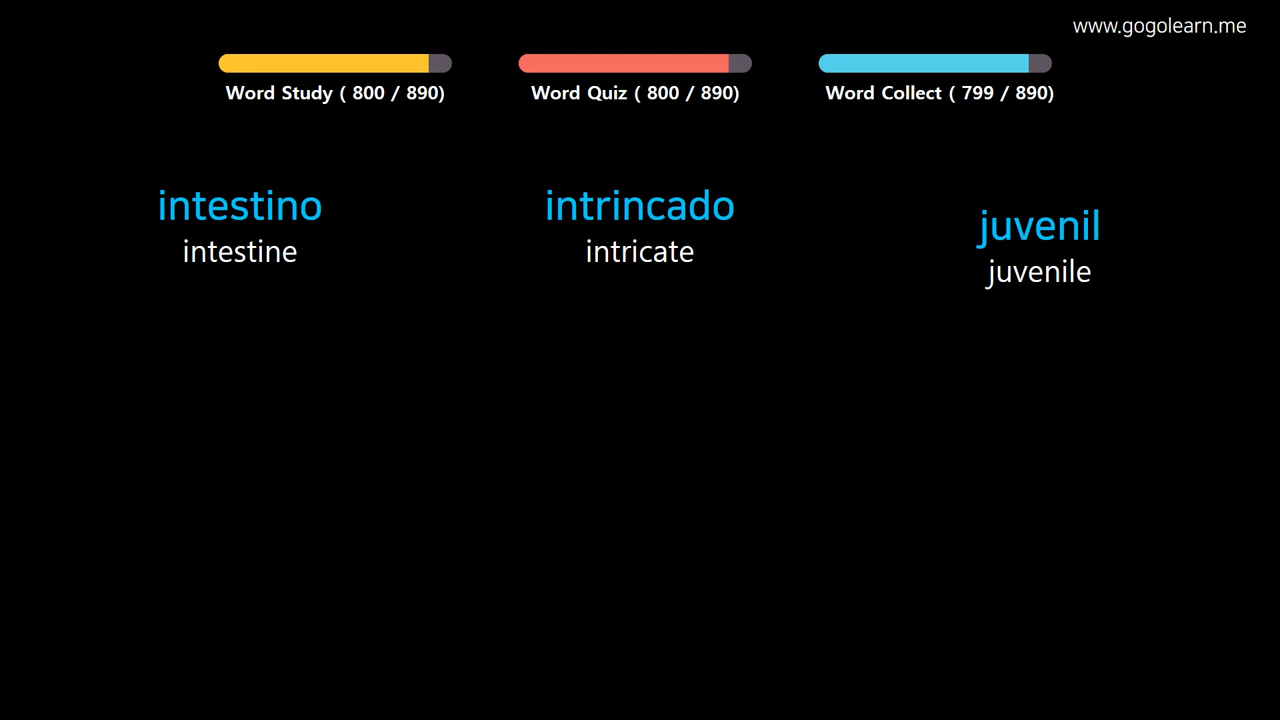 www.gogolearn.me
Word Study ( 800 / 890)
Word Quiz ( 800 / 890)
Word Collect ( 799 / 890)
intestino
intestine
intrincado
intricate
juvenil
juvenile